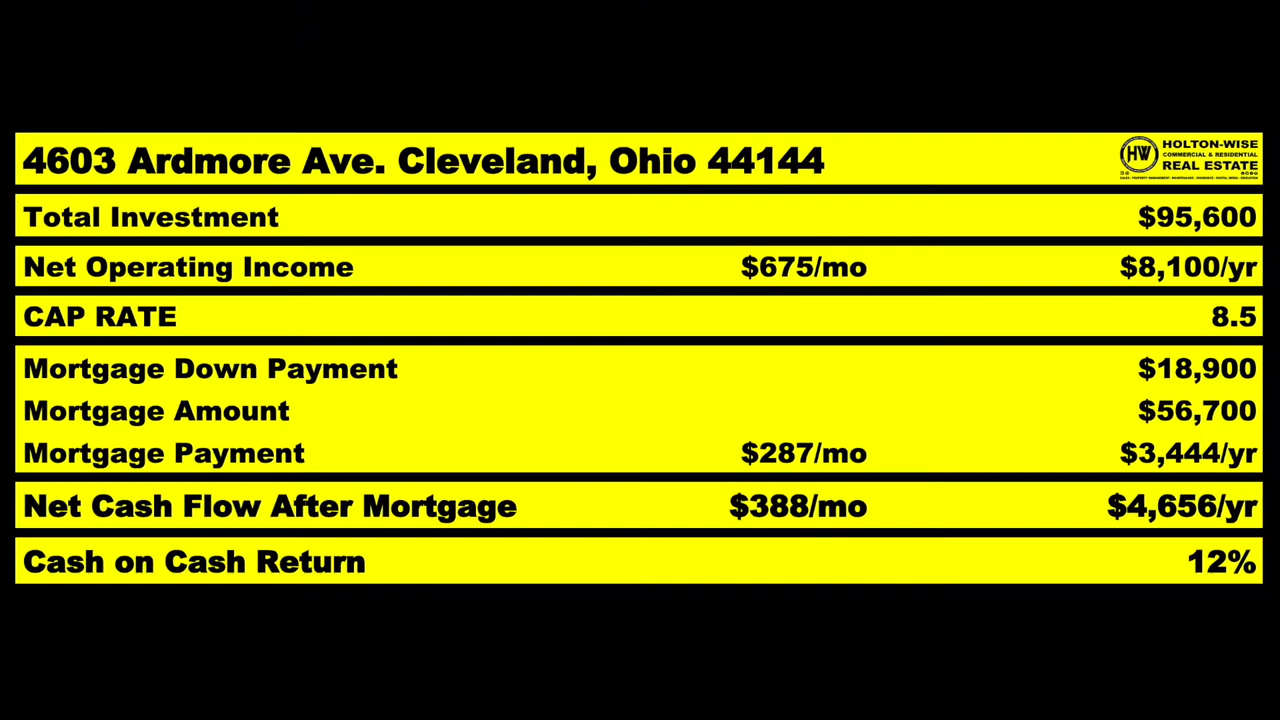 4603 Ardmore Ave. Cleveland, Ohio 44144
HW
HOLTON-WISE
COMMERCIAL & RESIDENTIAL
REAL ESTATE
Total Investment $95,600
Net Operating Income $675/mo $8,100/yr
CAP RATE 8.5
Mortgage Down Payment $18,900
Mortgage Amount $56,700
Mortgage Payment $287/mo $3,444/yr
Net Cash Flow After Mortgage $388/mo $4,656/yr
Cash on Cash Return 12%